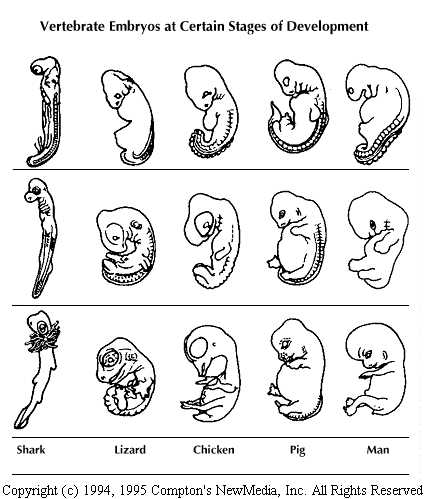 Vertebrate Embryos at Certain Stages of Development
Shark Lizard Chicken Pig Man
Copyright (c) 1994, 1995 Compton's NewMedia, Inc. All Rights Reserved